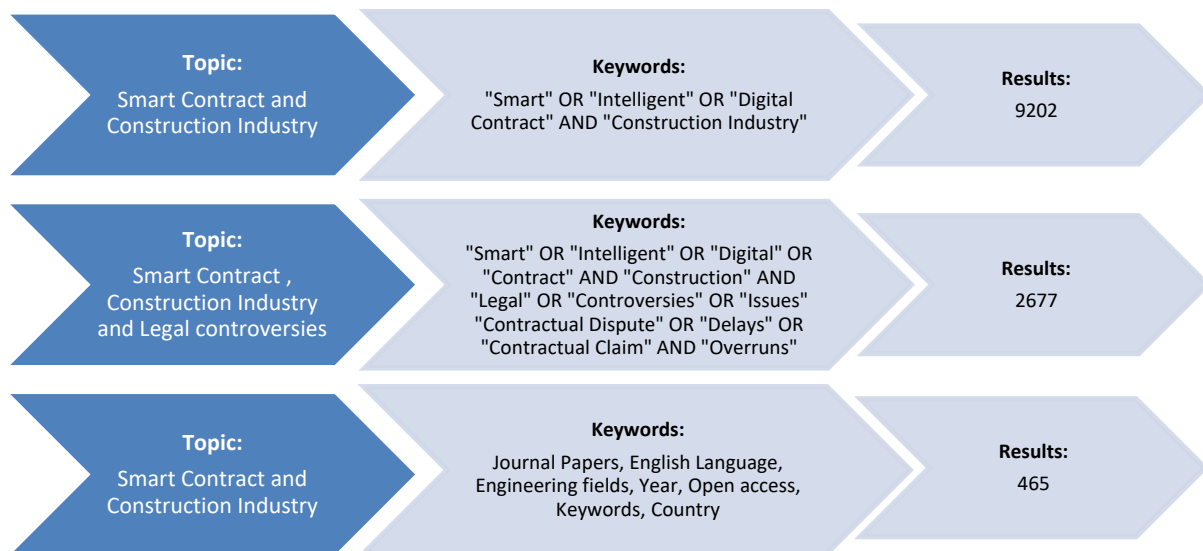 Topic:
Smart Contract and
Construction Industry
Keywords:
"Smart" OR "Intelligent" OR "Digital
Contract" AND "Construction Industry"
Results:
9202
Topic:
Smart Contract ,
Construction Industry
and Legal controversies
Keywords:
"Smart" OR "Intelligent" OR "Digital" OR
"Contract" AND "Construction" AND
"Legal" OR "Controversies" OR "Issues"
"Contractual Dispute" OR "Delays" OR
"Contractual Claim" AND "Overruns"
Results:
2677
Topic:
Smart Contract and
Construction Industry
Keywords:
Journal Papers, English Language,
Engineering fields, Year, Open access,
Keywords, Country
Results:
465